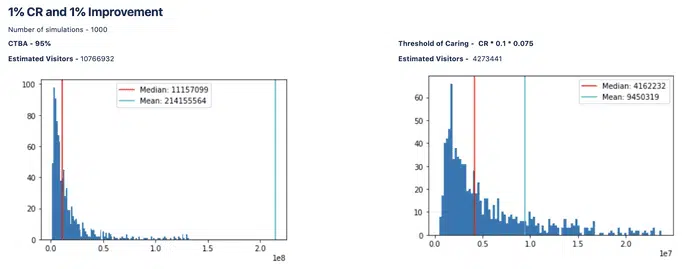 1% CR and 1% Improvement
Number of simulations - 1000
CTBA - 95%
Estimated Visitors - 10766932
Median: 11157099
Mean: 214155564
100
80
60
40
20
0
0.0 0.5 1.0 1.5 2.0
1e8
Threshold of Caring - CR * 0.1 * 0.075
Estimated Visitors - 4273441
Median: 4162232
Mean: 9450319
60
50
40
30
20
10
0
0.0 0.5 1.0 1.5 2.0
1e7